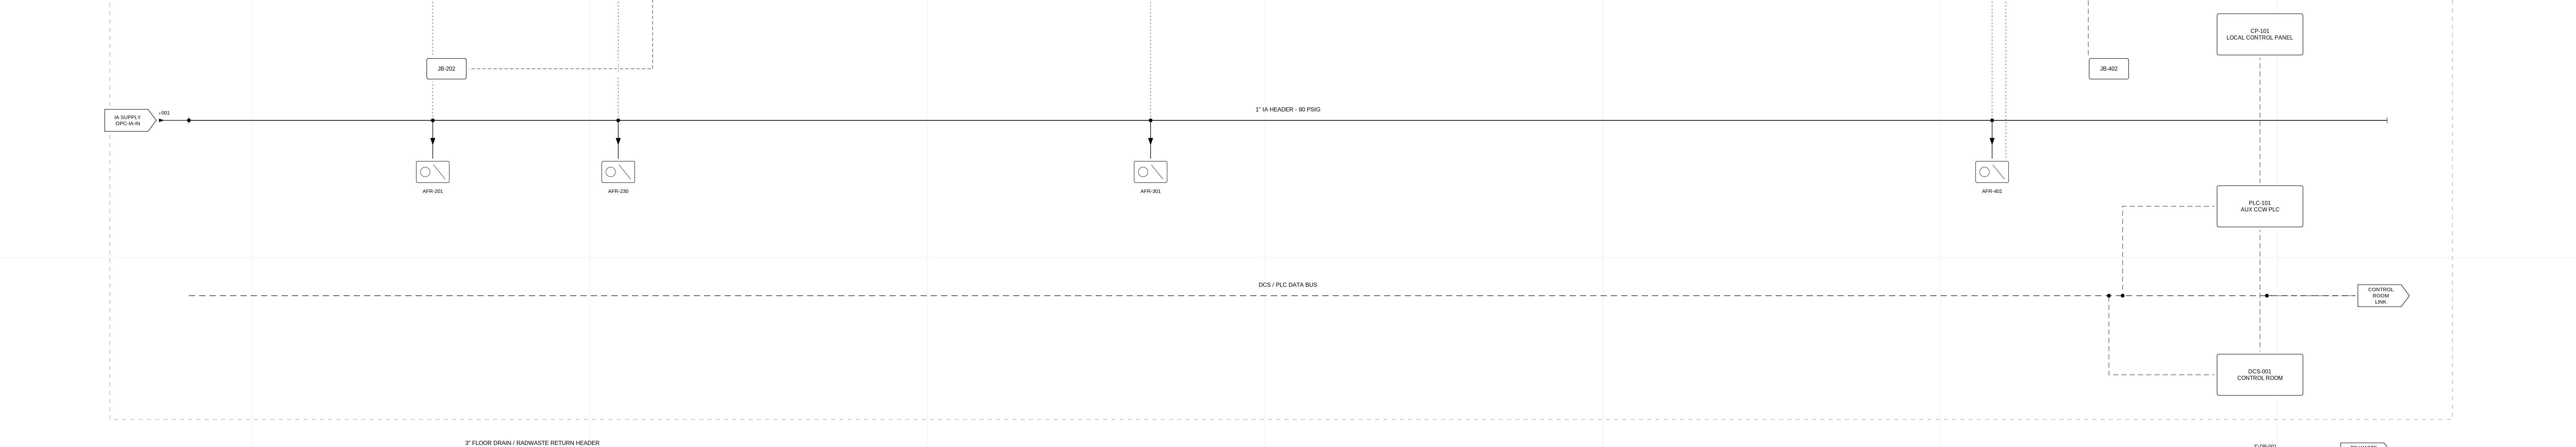 CP-101
LOCAL CONTROL PANEL
JB-202
JB-402
IA SUPPLY
OPC-IA-IN
-001
1" IA HEADER - 80 PSIG
AFR-201
AFR-230
AFR-301
AFR-401
PLC-101
AUX CCW PLC
DCS / PLC DATA BUS
CONTROL
ROOM
LINK
DCS-001
CONTROL ROOM
3" FLOOR DRAIN / RADWASTE RETURN HEADER